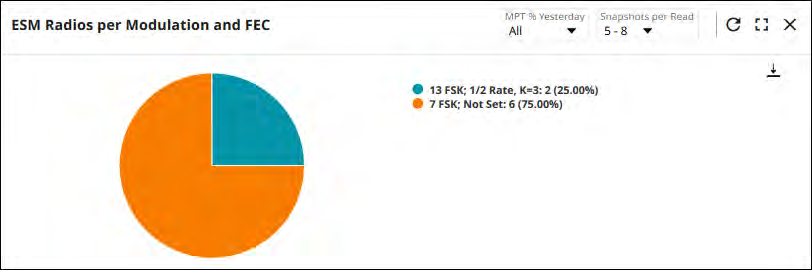 ESM Radios per Modulation and FEC
MPT % Yesterday
All
Snapshots per Read
5 - 8
13 FSK; 1/2 Rate, K=3: 2 (25.00%)
7 FSK; Not Set: 6 (75.00%)